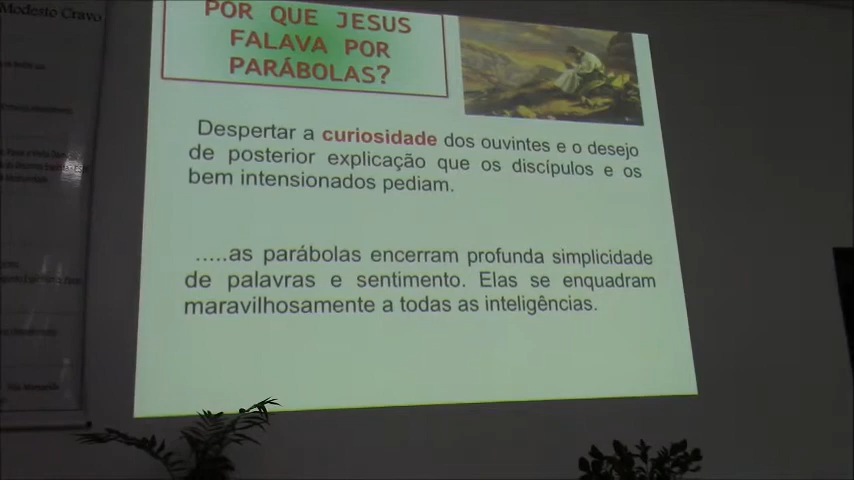 Modesto Cravo
POR QUE JESUS
FALAVA POR
PARÁBOLAS?
Despertar a curiosidade dos ouvintes e o desejo
de posterior explicação que os discípulos e os
bem intensionados pediam.
.....as parábolas encerram profunda simplicidade
de palavras e sentimento. Elas se enquadram
maravilhosamente a todas as inteligências.